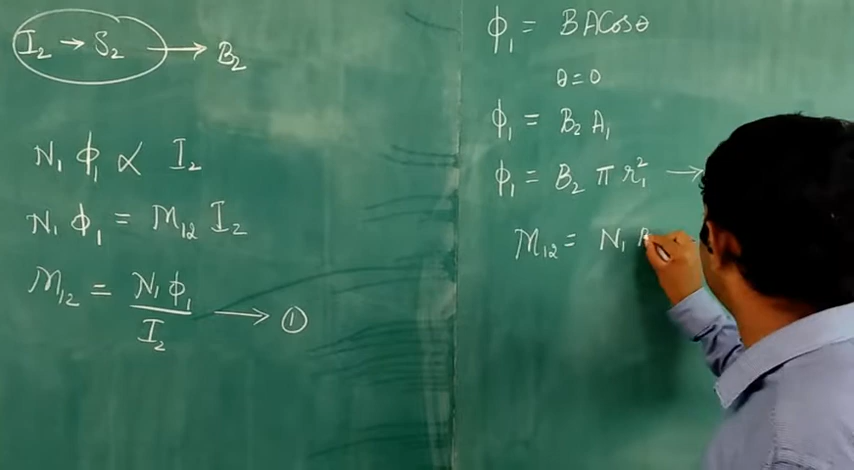 I₂ → S₂ → B₂
N₁ ϕ₁ ∝ I₂
N₁ ϕ₁ = M₁₂ I₂
M₁₂ = N₁ϕ₁ / I₂ → ①
ϕ₁ = BACosθ
θ = 0
ϕ₁ = B₂ A₁
ϕ₁ = B₂ π r₁² →
M₁₂ = N₁